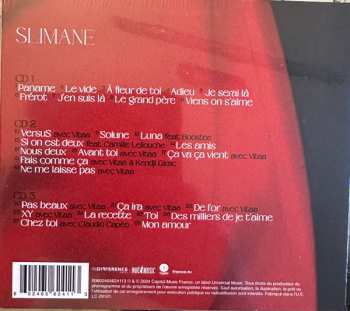 SLIMANE
CD 1
Paname Le vide À fleur de toi Adieu Je serai là
Frérot J'en suis là Le grand père Viens on s'aime
CD 2
VersuS avec Vitaa Solune Luna feat. Boostee
Si on est deux feat. Camille Lellouche Les amis
Nous deux Avant toi avec Vitaa Ça va ça vient avec Vitaa
Fais comme ça avec Vitaa & Kendji Girac
Ne me laisse pas avec Vitaa
CD 3
Pas beaux avec Vitaa Ça ira avec Vitaa De l'or avec Vitaa
XY avec Vitaa La recette Toi Des milliers de je t'aime
Chez toi avec Claudio Capéo Mon amour